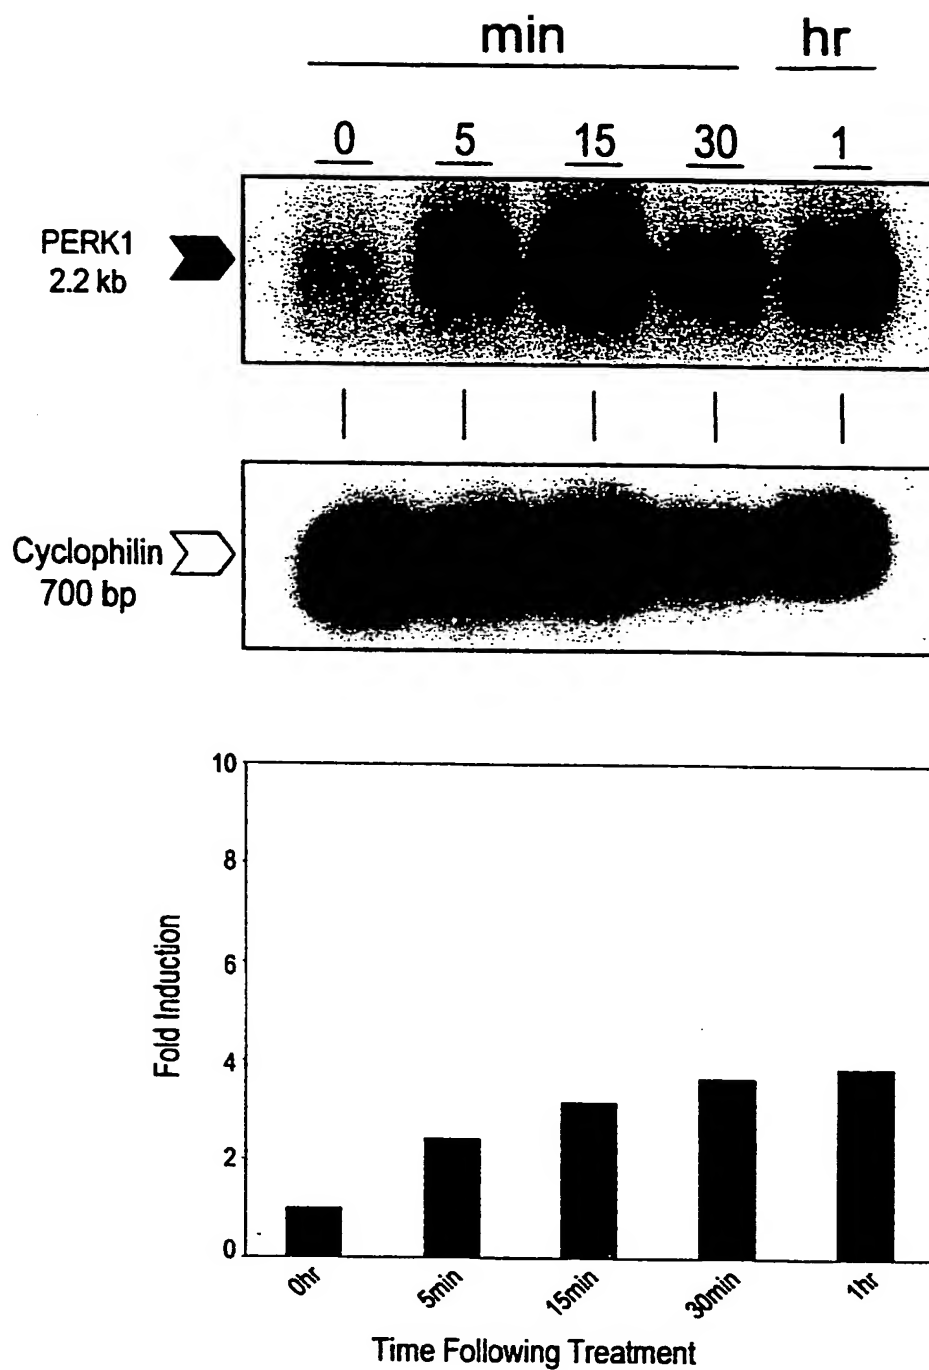 min hr
0 5 15 30 1
PERK1
2.2 kb
Cyclophilin
700 bp
10
8
6
4
2
0
Fold Induction
0hr 5min 15min 30min 1hr
Time Following Treatment